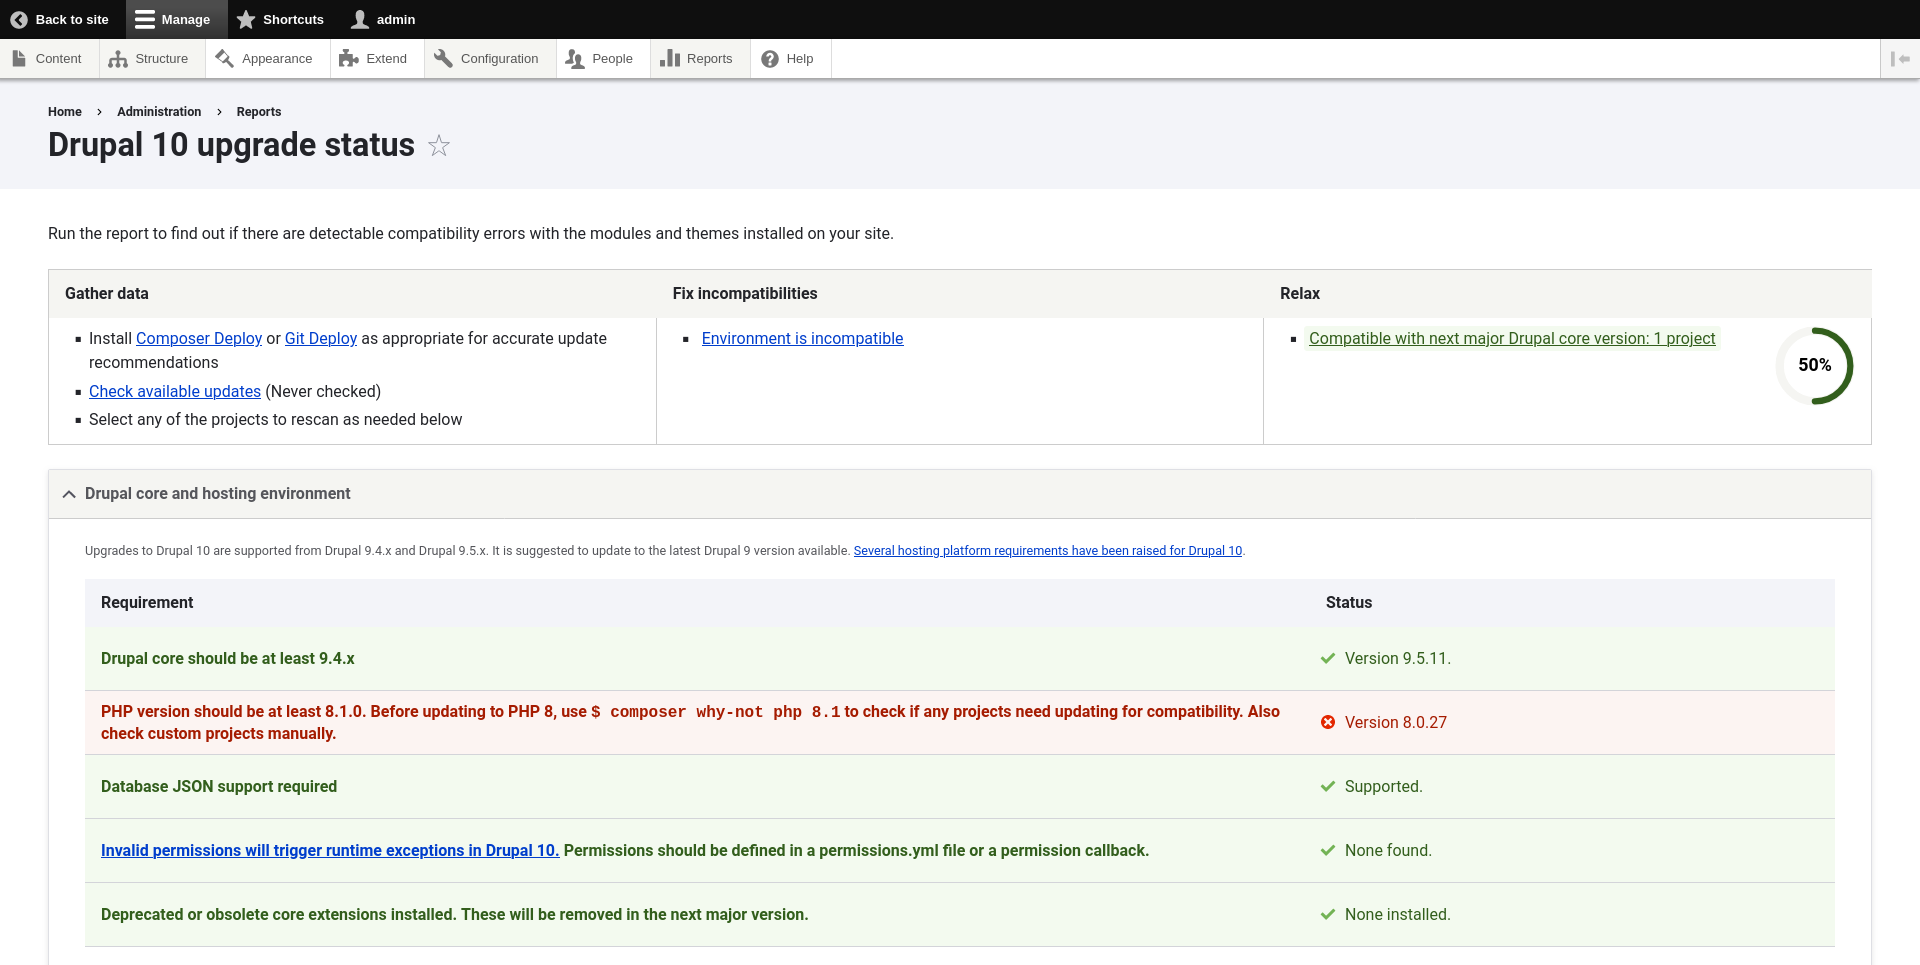 Back to site Manage Shortcuts admin
Content Structure Appearance Extend Configuration People Reports Help
Home › Administration › Reports
Drupal 10 upgrade status
Run the report to find out if there are detectable compatibility errors with the modules and themes installed on your site.
Gather data Fix incompatibilities Relax
Install Composer Deploy or Git Deploy as appropriate for accurate update
recommendations
Check available updates (Never checked)
Select any of the projects to rescan as needed below
Environment is incompatible
Compatible with next major Drupal core version: 1 project
50%
Drupal core and hosting environment
Upgrades to Drupal 10 are supported from Drupal 9.4.x and Drupal 9.5.x. It is suggested to update to the latest Drupal 9 version available. Several hosting platform requirements have been raised for Drupal 10.
Requirement Status
Drupal core should be at least 9.4.x Version 9.5.11.
PHP version should be at least 8.1.0. Before updating to PHP 8, use $ composer why-not php 8.1 to check if any projects need updating for compatibility. Also
check custom projects manually.
Version 8.0.27
Database JSON support required Supported.
Invalid permissions will trigger runtime exceptions in Drupal 10. Permissions should be defined in a permissions.yml file or a permission callback. None found.
Deprecated or obsolete core extensions installed. These will be removed in the next major version. None installed.